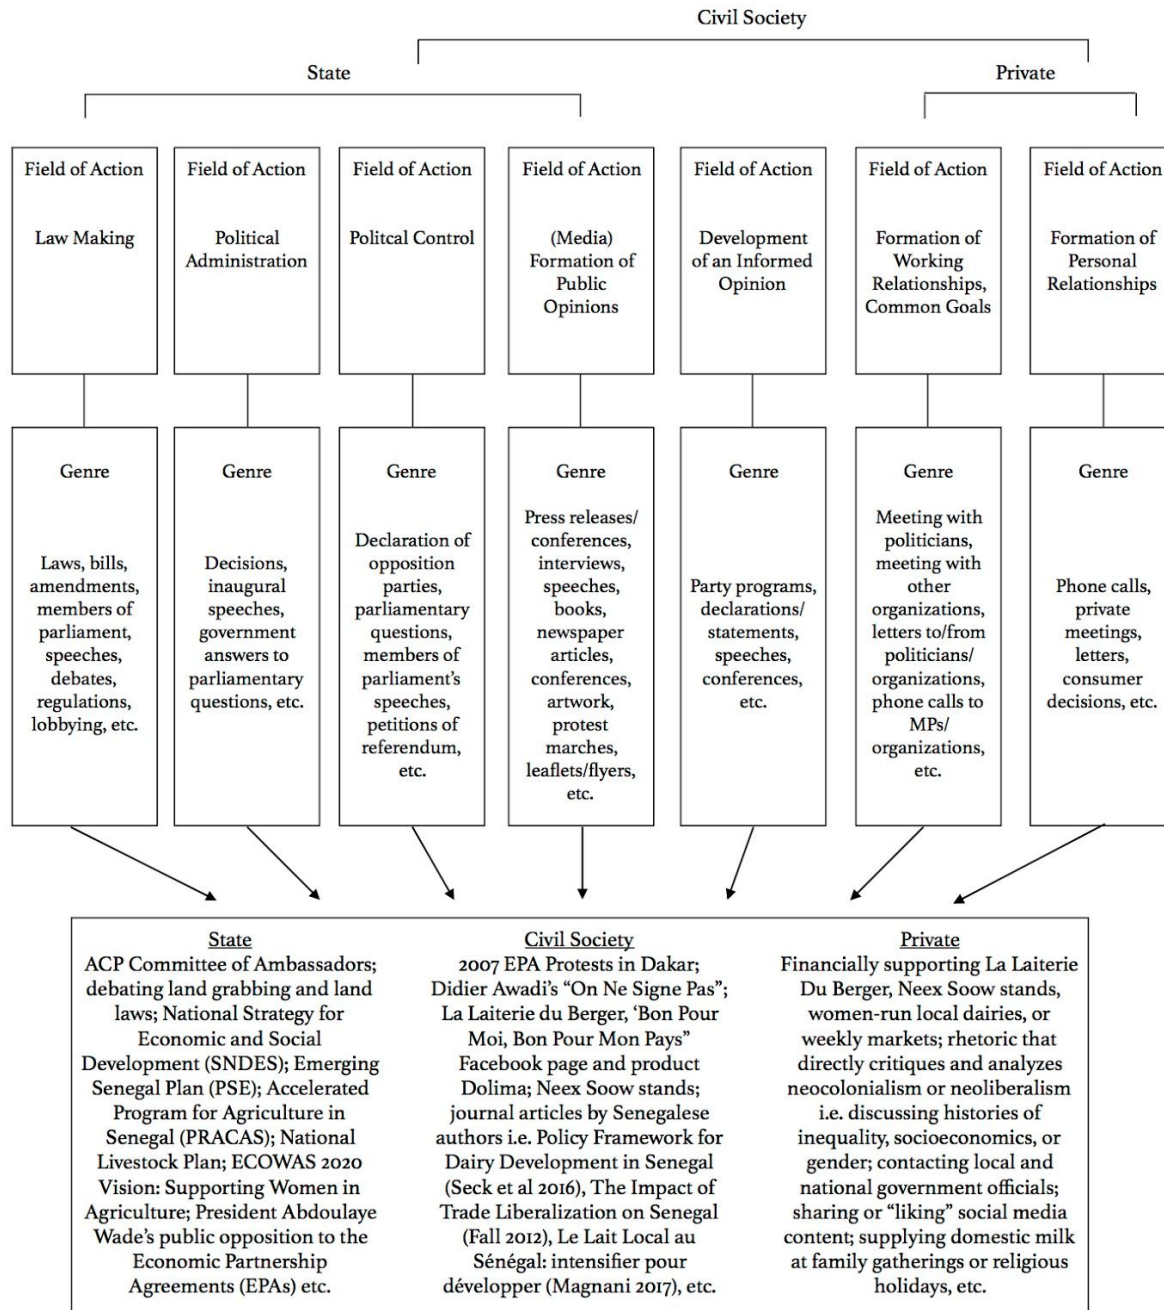 Civil Society
State
Private
Field of Action
Law Making
Field of Action
Political
Administration
Field of Action
Politcal Control
Field of Action
(Media)
Formation of
Public
Opinions
Field of Action
Development
of an Informed
Opinion
Field of Action
Formation of
Working
Relationships,
Common Goals
Field of Action
Formation of
Personal
Relationships
Genre
Laws, bills,
amendments,
members of
parliament,
speeches,
debates,
regulations,
lobbying, etc.
Genre
Decisions,
inaugural
speeches,
government
answers to
parliamentary
questions, etc.
Genre
Declaration of
opposition
parties,
parliamentary
questions,
members of
parliament's
speeches,
petitions of
referendum,
etc.
Genre
Press releases/
conferences,
interviews,
speeches,
books,
newspaper
articles,
conferences,
artwork,
protest
marches,
leaflets/flyers,
etc.
Genre
Party programs,
declarations/
statements,
speeches,
conferences,
etc.
Genre
Meeting with
politicians,
meeting with
other
organizations,
letters to/from
politicians/
organizations,
phone calls to
MPs/
organizations,
etc.
Genre
Phone calls,
private
meetings,
letters,
consumer
decisions, etc.
State
ACP Committee of Ambassadors;
debating land grabbing and land
laws; National Strategy for
Economic and Social
Development (SNDES); Emerging
Senegal Plan (PSE); Accelerated
Program for Agriculture in
Senegal (PRACAS); National
Livestock Plan; ECOWAS 2020
Vision: Supporting Women in
Agriculture; President Abdoulaye
Wade's public opposition to the
Economic Partnership
Agreements (EPAs) etc.
Civil Society
2007 EPA Protests in Dakar;
Didier Awadi's "On Ne Signe Pas";
La Laiterie du Berger, 'Bon Pour
Moi, Bon Pour Mon Pays"
Facebook page and product
Dolima; Neex Soow stands;
journal articles by Senegalese
authors i.e. Policy Framework for
Dairy Development in Senegal
(Seck et al 2016), The Impact of
Trade Liberalization on Senegal
(Fall 2012), Le Lait Local au
Sénégal: intensifier pour
développer (Magnani 2017), etc.
Private
Financially supporting La Laiterie
Du Berger, Neex Soow stands,
women-run local dairies, or
weekly markets; rhetoric that
directly critiques and analyzes
neocolonialism or neoliberalism
i.e. discussing histories of
inequality, socioeconomics, or
gender; contacting local and
national government officials;
sharing or "liking" social media
content; supplying domestic milk
at family gatherings or religious
holidays, etc.